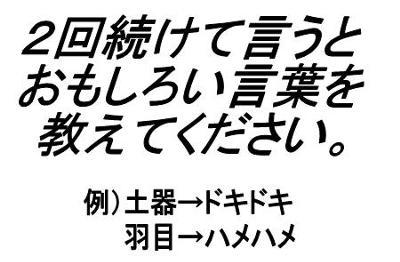 ２回続けて言うと
おもしろい言葉を
教えてください。
例）土器→ドキドキ
羽目→ハメハメ